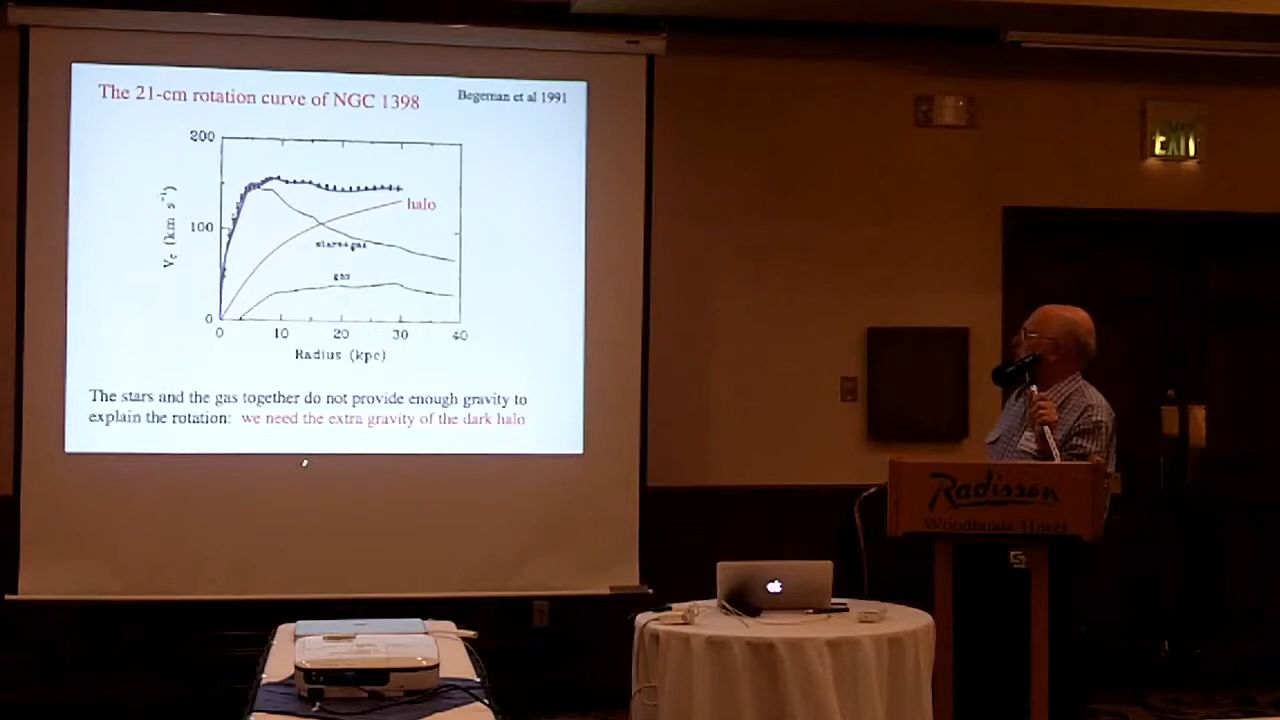 The 21-cm rotation curve of NGC 1398
Begeman et al 1991
200
100
0
V_c (km s⁻¹)
halo
stars+gas
gas
0 10 20 30 40
Radius (kpc)
The stars and the gas together do not provide enough gravity to
explain the rotation: we need the extra gravity of the dark halo
EXIT
Radisson
Woodlands Hotel